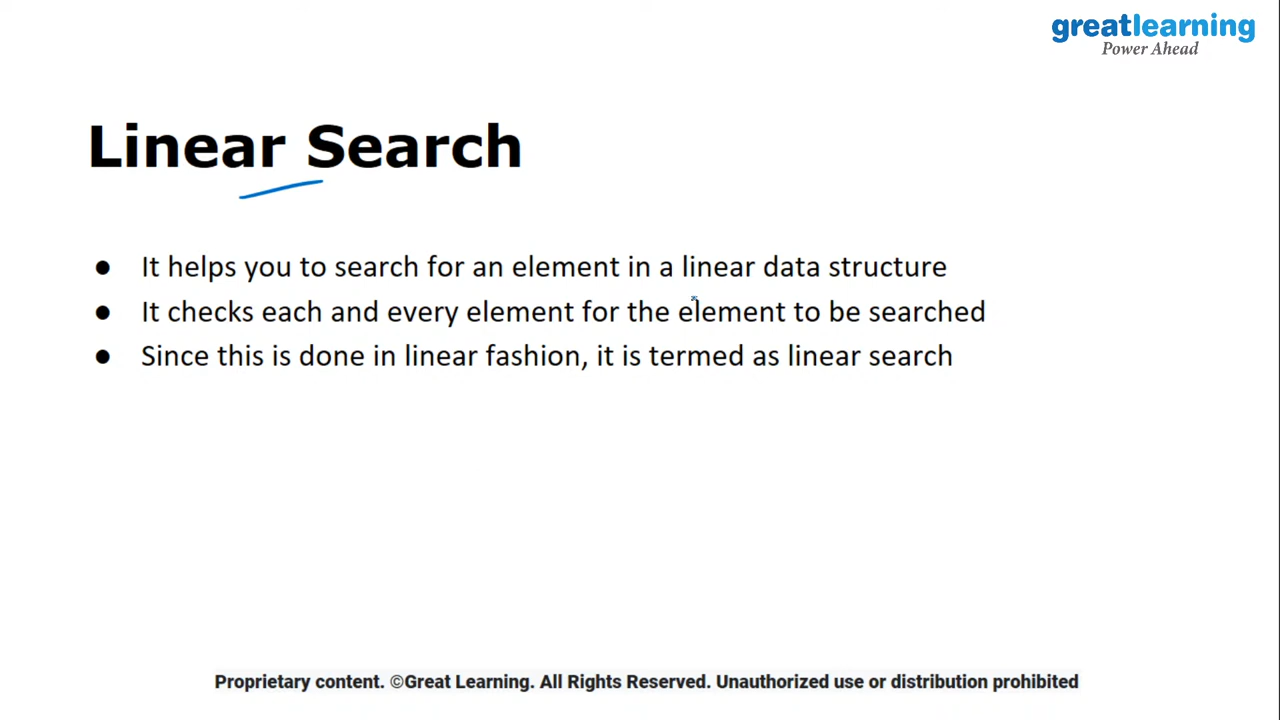 greatlearning
Power Ahead
Linear Search
● It helps you to search for an element in a linear data structure
● It checks each and every element for the element to be searched
● Since this is done in linear fashion, it is termed as linear search
Proprietary content. ©Great Learning. All Rights Reserved. Unauthorized use or distribution prohibited